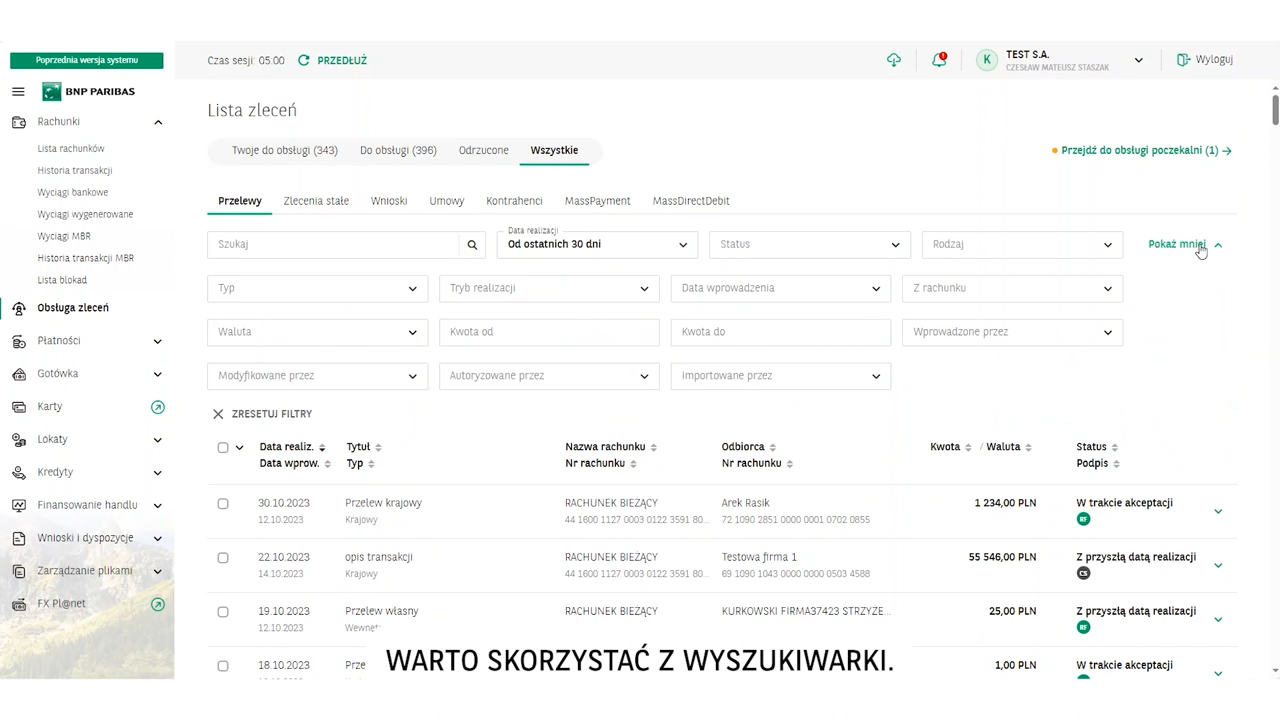 Poprzednia wersja systemu
Czas sesji: 05:00 PRZEDŁUŻ
TEST S.A.
K
CZESŁAW MATEUSZ STASZAK
Wyloguj
BNP PARIBAS
Rachunki
Lista rachunków
Historia transakcji
Wyciągi bankowe
Wyciągi wygenerowane
Wyciągi MBR
Historia transakcji MBR
Lista blokad
Obsługa zleceń
Płatności
Gotówka
Karty
Lokaty
Kredyty
Finansowanie handlu
Wnioski i dyspozycje
Zarządzanie plikami
FX Pl@net
Lista zleceń
Twoje do obsługi (343) Do obsługi (396) Odrzucone Wszystkie
Przejdź do obsługi poczekalni (1)
Przelewy Zlecenia stałe Wnioski Umowy Kontrahenci MassPayment MassDirectDebit
Data realizacji
Szukaj Od ostatnich 30 dni Status Rodzaj Pokaż mniej
Typ Tryb realizacji Data wprowadzenia Z rachunku
Waluta Kwota od Kwota do Wprowadzone przez
Modyfikowane przez Autoryzowane przez Importowane przez
ZRESETUJ FILTRY
Data realiz. Tytuł Nazwa rachunku Odbiorca Kwota / Waluta Status
Data wprow. Typ Nr rachunku Nr rachunku Podpis
30.10.2023 Przelew krajowy RACHUNEK BIEŻĄCY Arek Rasik 1 234,00 PLN W trakcie akceptacji
12.10.2023 Krajowy 44 1600 1127 0003 0122 3591 80... 72 1090 2851 0000 0001 0702 0855 RF
22.10.2023 opis transakcji RACHUNEK BIEŻĄCY Testowa firma 1 55 546,00 PLN Z przyszłą datą realizacji
14.10.2023 Krajowy 44 1600 1127 0003 0122 3591 80... 69 1090 1043 0000 0000 0503 4588 CS
19.10.2023 Przelew własny RACHUNEK BIEŻĄCY KURKOWSKI FIRMA37423 STRZYŻE... 25,00 PLN Z przyszłą datą realizacji
12.10.2023 RF
18.10.2023 1,00 PLN W trakcie akceptacji
WARTO SKORZYSTAĆ Z WYSZUKIWARKI.